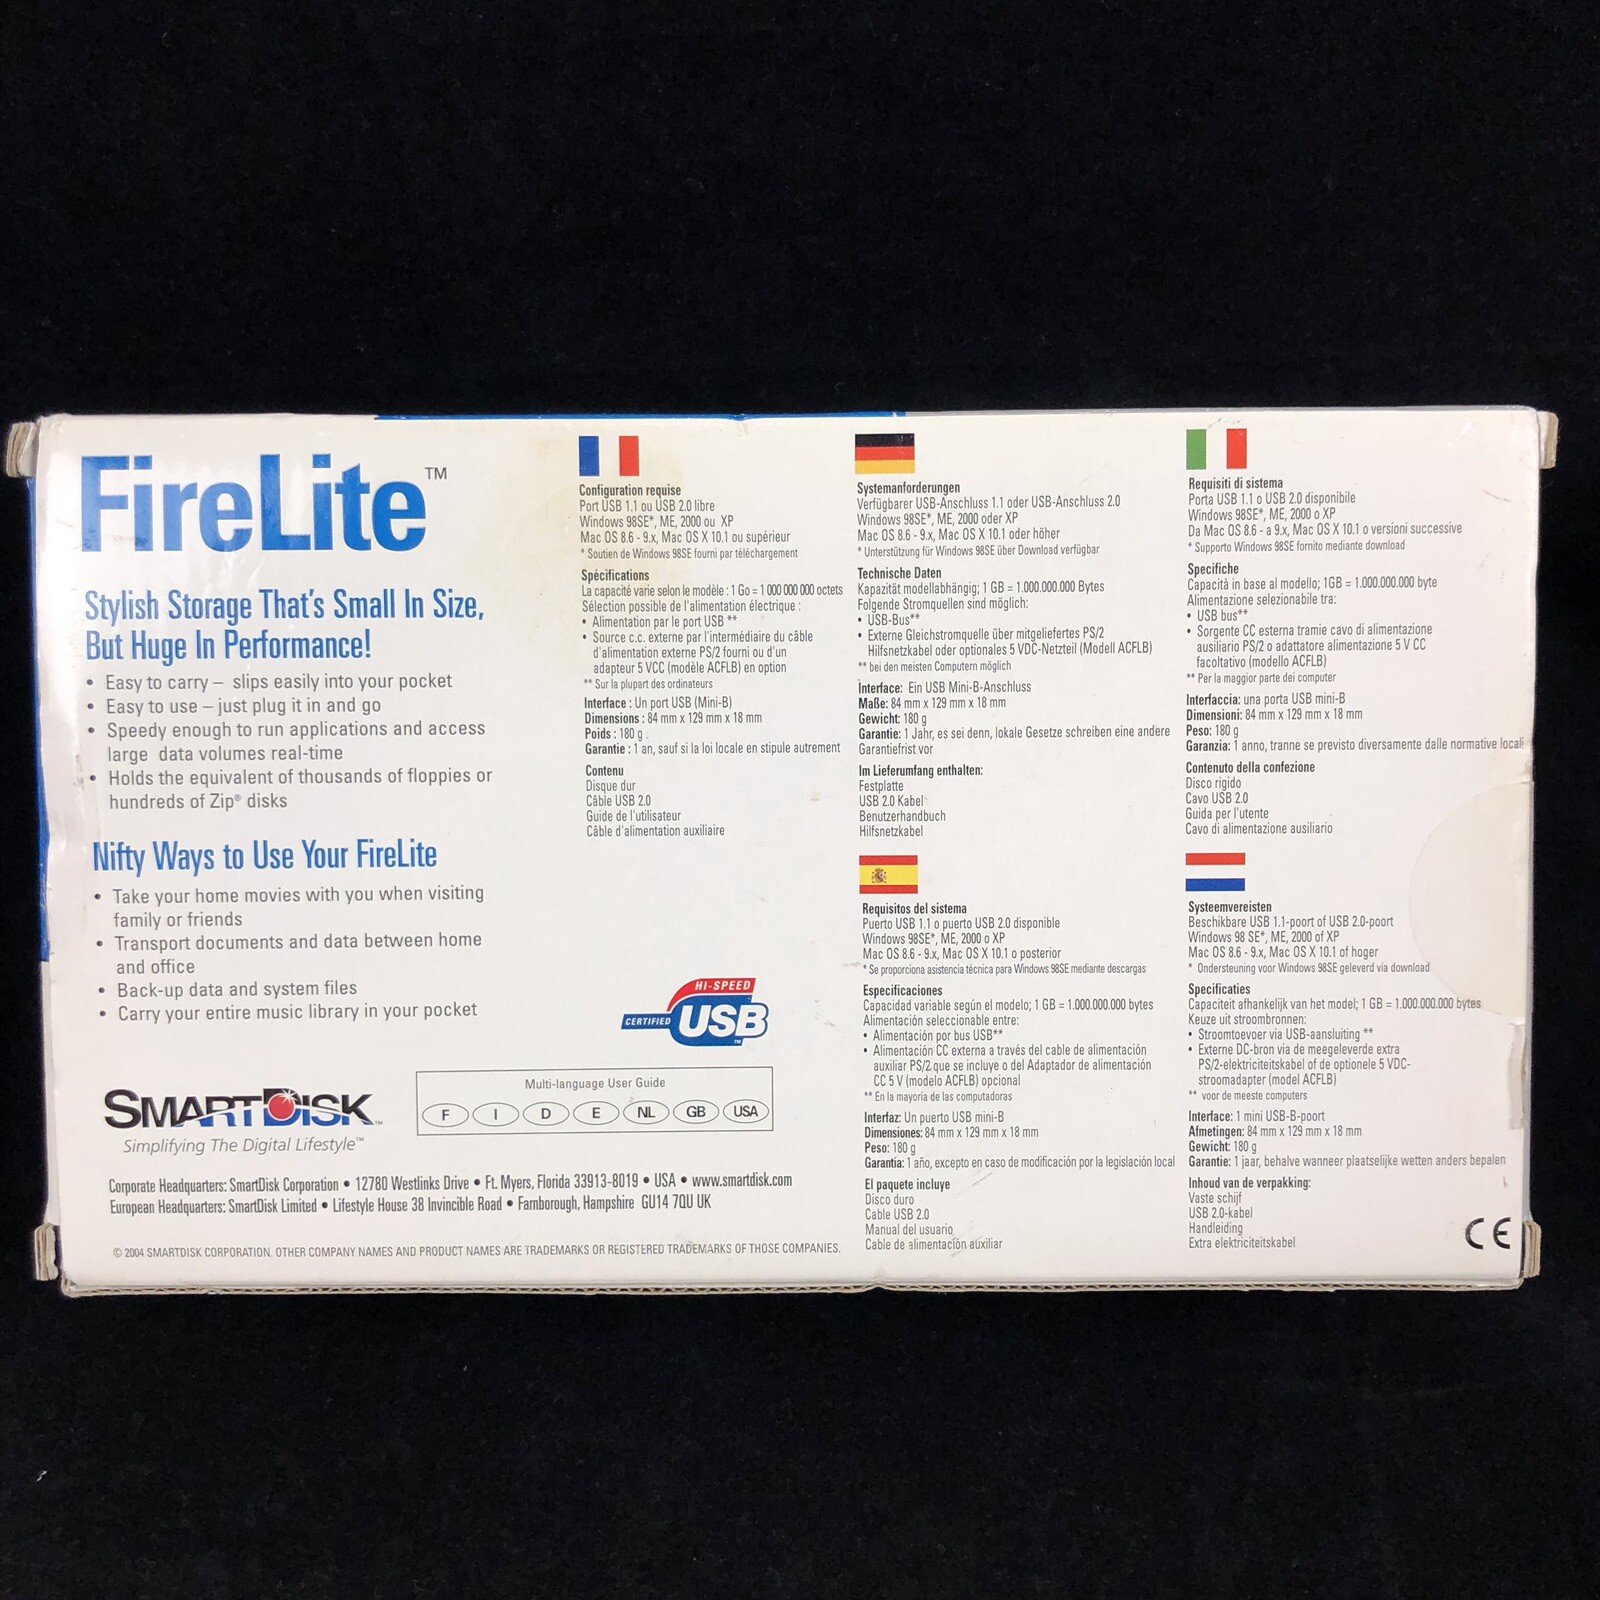 FireLite™
Stylish Storage That's Small In Size,
But Huge In Performance!
• Easy to carry – slips easily into your pocket
• Easy to use – just plug it in and go
• Speedy enough to run applications and access
large data volumes real-time
• Holds the equivalent of thousands of floppies or
hundreds of Zip® disks
Nifty Ways to Use Your FireLite
• Take your home movies with you when visiting
family or friends
• Transport documents and data between home
and office
• Back-up data and system files
• Carry your entire music library in your pocket
SMARTDISK™
Simplifying The Digital Lifestyle™
HI-SPEED
CERTIFIED USB™
Multi-language User Guide
F I D E NL GB USA
Corporate Headquarters: SmartDisk Corporation • 12780 Westlinks Drive • Ft. Myers, Florida 33913-8019 • USA • www.smartdisk.com
European Headquarters: SmartDisk Limited • Lifestyle House 38 Invincible Road • Farnborough, Hampshire GU14 7QU UK
© 2004 SMARTDISK CORPORATION. OTHER COMPANY NAMES AND PRODUCT NAMES ARE TRADEMARKS OR REGISTERED TRADEMARKS OF THOSE COMPANIES.
Configuration requise
Port USB 1.1 ou USB 2.0 libre
Windows 98SE*, ME, 2000 ou XP
Mac OS 8.6 - 9.x, Mac OS X 10.1 ou supérieur
* Soutien de Windows 98SE fourni par téléchargement
Spécifications
La capacité varie selon le modèle : 1 Go = 1 000 000 000 octets
Sélection possible de l'alimentation électrique :
• Alimentation par le port USB **
• Source c.c. externe par l'intermédiaire du câble
d'alimentation externe PS/2 fourni ou d'un
adapteur 5 VCC (modèle ACFLB) en option
** Sur la plupart des ordinateurs
Interface : Un port USB (Mini-B)
Dimensions : 84 mm x 129 mm x 18 mm
Poids : 180 g
Garantie : 1 an, sauf si la loi locale en stipule autrement
Contenu
Disque dur
Câble USB 2.0
Guide de l'utilisateur
Câble d'alimentation auxiliaire
Systemanforderungen
Verfügbarer USB-Anschluss 1.1 oder USB-Anschluss 2.0
Windows 98SE*, ME, 2000 oder XP
Mac OS 8.6 - 9.x, Mac OS X 10.1 oder höher
* Unterstützung für Windows 98SE über Download verfügbar
Technische Daten
Kapazität modellabhängig; 1 GB = 1.000.000.000 Bytes
Folgende Stromquellen sind möglich:
• USB-Bus**
• Externe Gleichstromquelle über mitgeliefertes PS/2
Hilfsnetzkabel oder optionales 5 VDC-Netzteil (Modell ACFLB)
** bei den meisten Computern möglich
Interface: Ein USB Mini-B-Anschluss
Maße: 84 mm x 129 mm x 18 mm
Gewicht: 180 g
Garantie: 1 Jahr, es sei denn, lokale Gesetze schreiben eine andere
Garantiefrist vor
Im Lieferumfang enthalten:
Festplatte
USB 2.0 Kabel
Benutzerhandbuch
Hilfsnetzkabel
Requisitos del sistema
Puerto USB 1.1 o puerto USB 2.0 disponible
Windows 98SE*, ME, 2000 o XP
Mac OS 8.6 - 9.x, Mac OS X 10.1 o posterior
* Se proporciona asistencia técnica para Windows 98SE mediante descargas
Especificaciones
Capacidad variable según el modelo; 1 GB = 1.000.000.000 bytes
Alimentación seleccionable entre:
• Alimentación por bus USB**
• Alimentación CC externa a través del cable de alimentación
auxiliar PS/2 que se incluye o del Adaptador de alimentación
CC 5 V (modelo ACFLB) opcional
** En la mayoria de las computadoras
Interfaz: Un puerto USB mini-B
Dimensiones: 84 mm x 129 mm x 18 mm
Peso: 180 g
Garantía: 1 año, excepto en caso de modificación por la legislación local
El paquete incluye
Disco duro
Cable USB 2.0
Manual del usuario
Cable de alimentación auxiliar
Requisiti di sistema
Porta USB 1.1 o USB 2.0 disponibile
Windows 98SE*, ME, 2000 o XP
Da Mac OS 8.6 - a 9.x, Mac OS X 10.1 o versioni successive
* Supporto Windows 98SE fornito mediante download
Specifiche
Capacità in base al modello; 1GB = 1.000.000.000 byte
Alimentazione selezionabile tra:
• USB bus**
• Sorgente CC esterna tramie cavo di alimentazione
ausiliario PS/2 o adattatore alimentazione 5 V CC
facoltativo (modello ACFLB)
** Per la maggior parte dei computer
Interfaccia: una porta USB mini-B
Dimensioni: 84 mm x 129 mm x 18 mm
Peso: 180 g
Garanzia: 1 anno, tranne se previsto diversamente dalle normative locali
Contenuto della confezione
Disco rigido
Cavo USB 2.0
Guida per l'utente
Cavo di alimentazione ausiliario
Systeemvereisten
Beschikbare USB 1.1-poort of USB 2.0-poort
Windows 98 SE*, ME, 2000 of XP
Mac OS 8.6 - 9.x, Mac OS X 10.1 of hoger
* Ondersteuning voor Windows 98SE geleverd via download
Specificaties
Capaciteit afhankelijk van het model; 1 GB = 1.000.000.000 bytes
Keuze uit stroombronnen:
• Stroomtoevoer via USB-aansluiting **
• Externe DC-bron via de meegeleverde extra
PS/2-elektriciteitskabel of de optionele 5 VDC-
stroomadapter (model ACFLB)
** voor de meeste computers
Interface: 1 mini USB-B-poort
Afmetingen: 84 mm x 129 mm x 18 mm
Gewicht: 180 g
Garantie: 1 jaar, behalve wanneer plaatselijke wetten anders bepalen
Inhoud van de verpakking:
Vaste schijf
USB 2.0-kabel
Handleiding
Extra elektriciteitskabel
CE